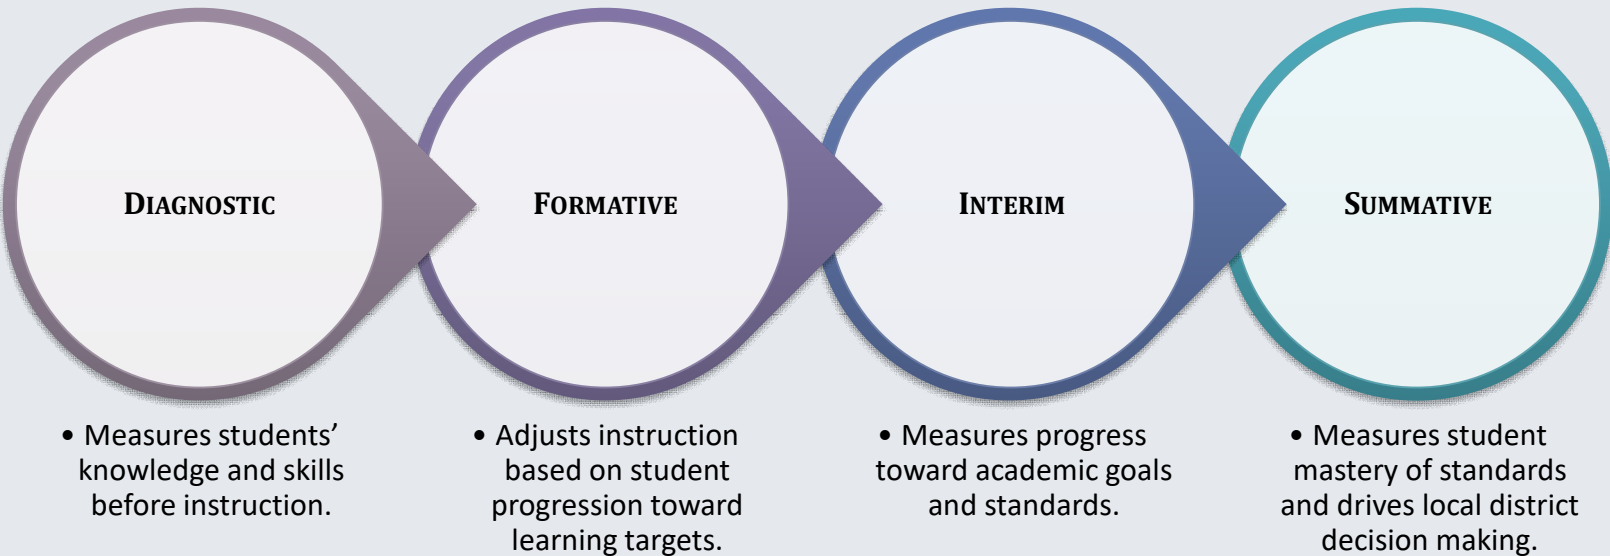 DIAGNOSTIC
FORMATIVE
INTERIM
SUMMATIVE
• Measures students’
knowledge and skills
before instruction.
• Adjusts instruction
based on student
progression toward
learning targets.
• Measures progress
toward academic goals
and standards.
• Measures student
mastery of standards
and drives local district
decision making.